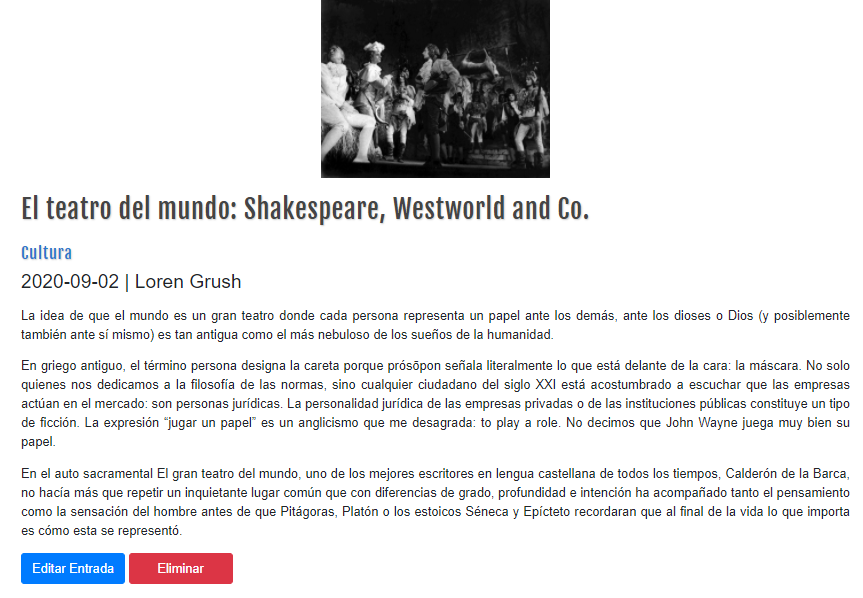 El teatro del mundo: Shakespeare, Westworld and Co.
Cultura
2020-09-02 | Loren Grush
La idea de que el mundo es un gran teatro donde cada persona representa un papel ante los demás, ante los dioses o Dios (y posiblemente
también ante sí mismo) es tan antigua como el más nebuloso de los sueños de la humanidad.
En griego antiguo, el término persona designa la careta porque prósōpon señala literalmente lo que está delante de la cara: la máscara. No solo
quienes nos dedicamos a la filosofía de las normas, sino cualquier ciudadano del siglo XXI está acostumbrado a escuchar que las empresas
actúan en el mercado: son personas jurídicas. La personalidad jurídica de las empresas privadas o de las instituciones públicas constituye un tipo
de ficción. La expresión “jugar un papel” es un anglicismo que me desagrada: to play a role. No decimos que John Wayne juega muy bien su
papel.
En el auto sacramental El gran teatro del mundo, uno de los mejores escritores en lengua castellana de todos los tiempos, Calderón de la Barca,
no hacía más que repetir un inquietante lugar común que con diferencias de grado, profundidad e intención ha acompañado tanto el pensamiento
como la sensación del hombre antes de que Pitágoras, Platón o los estoicos Séneca y Epícteto recordaran que al final de la vida lo que importa
es cómo esta se representó.
Editar Entrada Eliminar